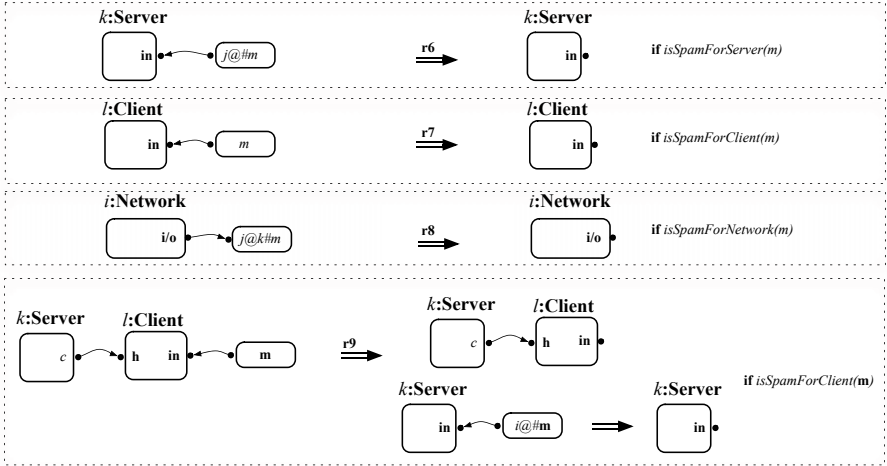 k:Server k:Server
in j@#m r6 in if isSpamForServer(m)
l:Client l:Client
in m r7 in if isSpamForClient(m)
i:Network i:Network
i/o j@k#m r8 i/o if isSpamForNetwork(m)
k:Server l:Client k:Server l:Client
c h in m r9 c h in
k:Server k:Server if isSpamForClient(m)
in i@#m in